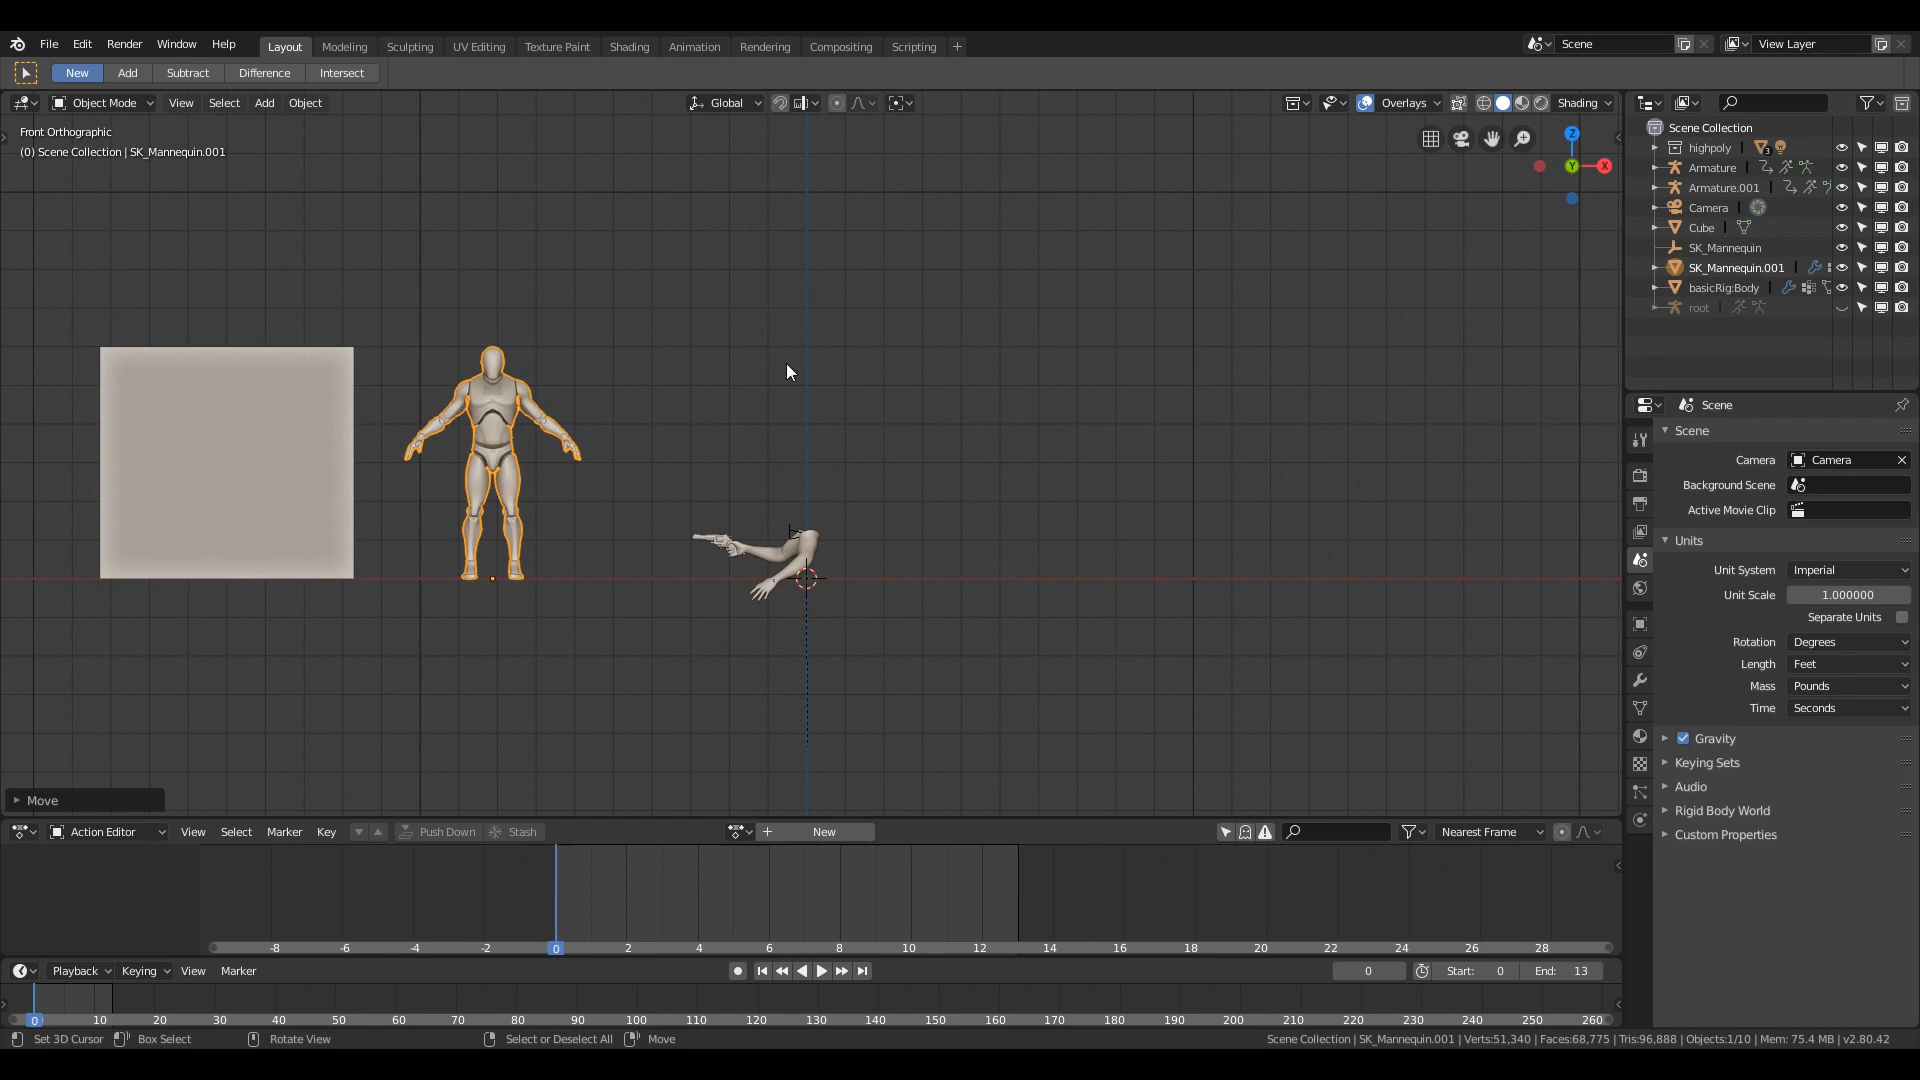 File Edit Render Window Help Layout Modeling Sculpting UV Editing Texture Paint Shading Animation Rendering Compositing Scripting + Scene View Layer
New Add Subtract Difference Intersect
Object Mode View Select Add Object Global Overlays Shading
Front Orthographic
(0) Scene Collection | SK_Mannequin.001
Z
Y
X
Move
Scene Collection
highpoly 3
Armature
Armature.001
Camera
Cube
SK_Mannequin
SK_Mannequin.001
basicRig:Body
root
Scene
Scene
Camera Camera
Background Scene
Active Movie Clip
Units
Unit System Imperial
Unit Scale 1.000000
Separate Units
Rotation Degrees
Length Feet
Mass Pounds
Time Seconds
Gravity
Keying Sets
Audio
Rigid Body World
Custom Properties
Action Editor View Select Marker Key Push Down Stash + New Nearest Frame
-8 -6 -4 -2 0 2 4 6 8 10 12 14 16 18 20 22 24 26 28
Playback Keying View Marker 0 Start: 0 End: 13
0 10 20 30 40 50 60 70 80 90 100 110 120 130 140 150 160 170 180 190 200 210 220 230 240 250 260
Set 3D Cursor Box Select Rotate View Select or Deselect All Move Scene Collection | SK_Mannequin.001 | Verts:51,340 | Faces:68,775 | Tris:96,888 | Objects:1/10 | Mem: 75.4 MB | v2.80.42